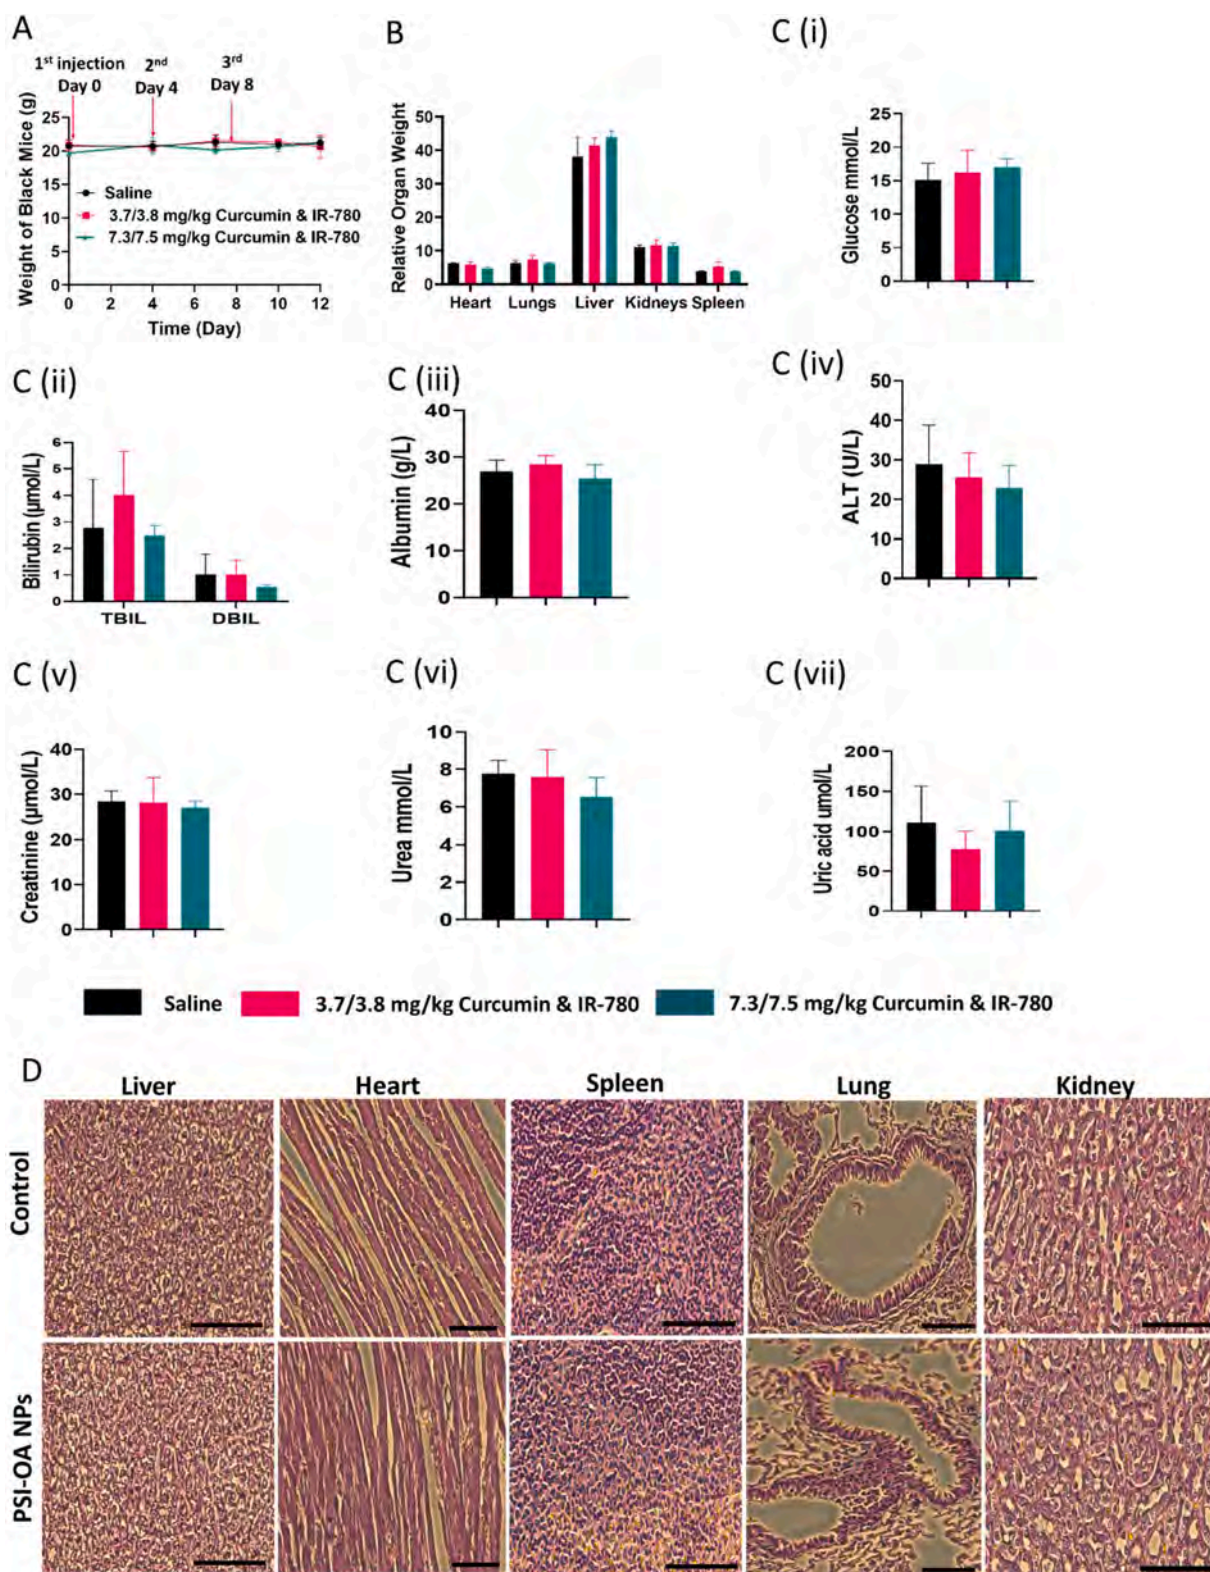 A
1st injection
Day 0
2nd
Day 4
3rd
Day 8
Weight of Black Mice (g)
25
20
15
10
5
0
Saline
3.7/3.8 mg/kg Curcumin & IR-780
7.3/7.5 mg/kg Curcumin & IR-780
0 2 4 6 8 10 12
Time (Day)
B
Relative Organ Weight
50
40
30
20
10
0
Heart Lungs Liver Kidneys Spleen
C (i)
Glucose mmol/L
25
20
15
10
5
0
C (ii)
Bilirubin (µmol/L)
6
5
4
3
2
1
0
TBIL DBIL
C (iii)
Albumin (g/L)
40
30
20
10
0
C (iv)
ALT (U/L)
50
40
30
20
10
0
C (v)
Creatinine (µmol/L)
40
30
20
10
0
C (vi)
Urea mmol/L
10
8
6
4
2
0
C (vii)
Uric acid umol/L
200
150
100
50
0
Saline 3.7/3.8 mg/kg Curcumin & IR-780 7.3/7.5 mg/kg Curcumin & IR-780
D
Liver Heart Spleen Lung Kidney
Control
PSI-OA NPs